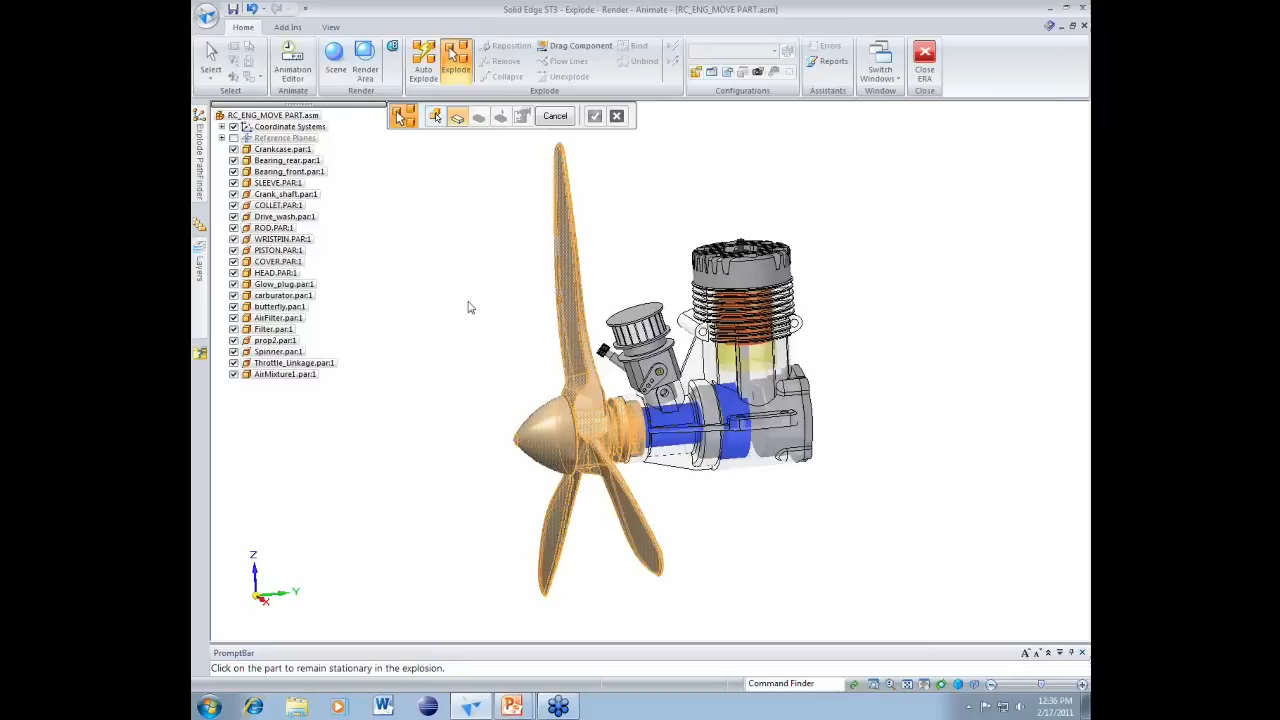 Solid Edge ST3 - Explode - Render - Animate - [RC_ENG_MOVE PART.asm]
Home
Add Ins
View
Select
Animation Editor
Scene
Render Area
Auto Explode
Explode
Reposition
Remove
Collapse
Drag Component
Flow Lines
Unexplode
Bind
Unbind
Errors
Reports
Switch Windows
Close ERA
Select
Animate
Render
Explode
Configurations
Assistants
Window
Close
Cancel
Explode PathFinder
Layers
RC_ENG_MOVE PART.asm
Coordinate Systems
Reference Planes
Crankcase.par:1
Bearing_rear.par:1
Bearing_front.par:1
SLEEVE.PAR:1
Crank_shaft.par:1
COLLET.PAR:1
Drive_wash.par:1
ROD.PAR:1
WRISTPIN.PAR:1
PISTON.PAR:1
COVER.PAR:1
HEAD.PAR:1
Glow_plug.par:1
carburator.par:1
butterfly.par:1
AirFilter.par:1
Filter.par:1
prop2.par:1
Spinner.par:1
Throttle_Linkage.par:1
AirMixture1.par:1
Z
Y
X
PromptBar
Click on the part to remain stationary in the explosion.
Command Finder
12:36 PM
2/17/2011